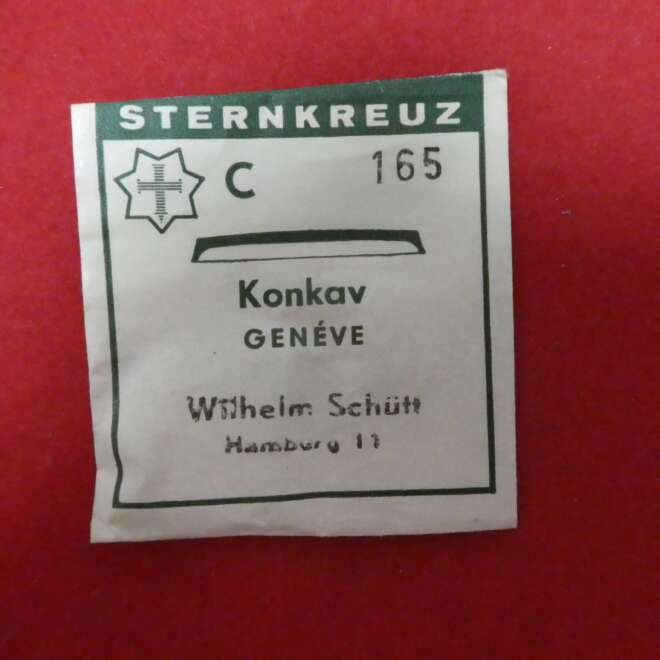 STERNKREUZ
C 165
Konkav
GENÉVE
Wilhelm Schütt
Hamburg 11